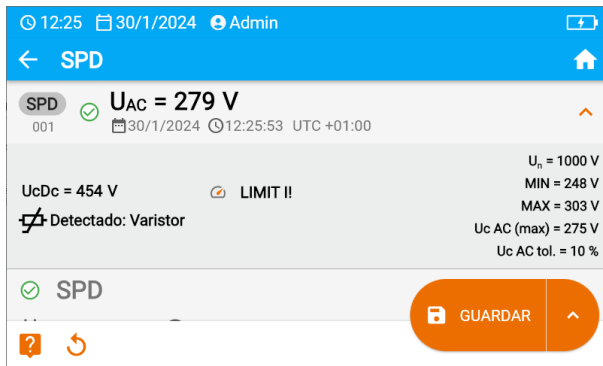 12:25 30/1/2024 Admin
SPD
SPD
001
UAC = 279 V
30/1/2024 12:25:53 UTC +01:00
UcDc = 454 V
LIMIT I!
Detectado: Varistor
Un = 1000 V
MIN = 248 V
MAX = 303 V
Uc AC (max) = 275 V
Uc AC tol. = 10 %
SPD
GUARDAR
?